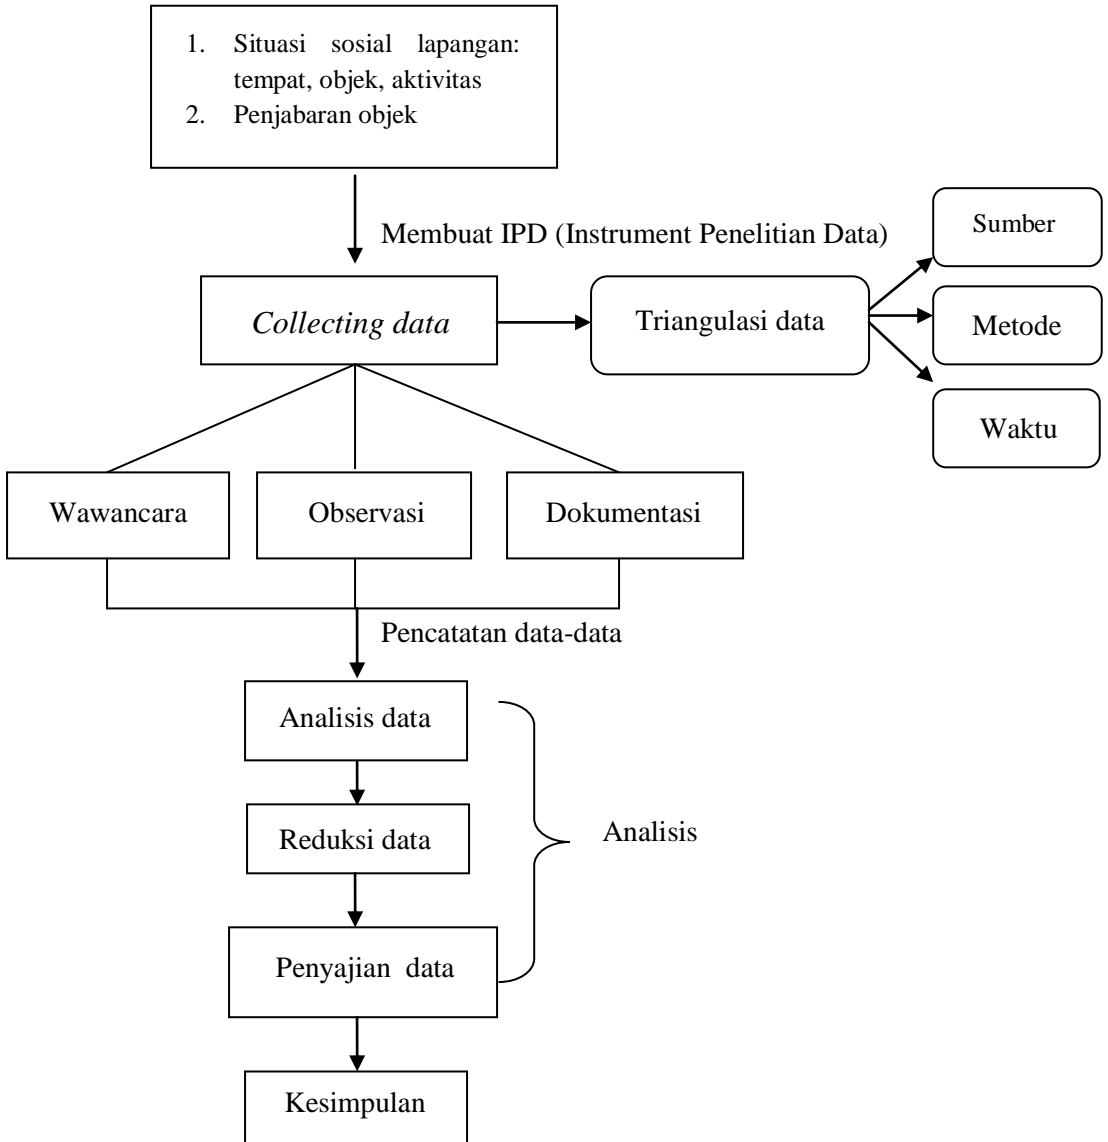 1. Situasi sosial lapangan:
tempat, objek, aktivitas
2. Penjabaran objek
Membuat IPD (Instrument Penelitian Data)
Collecting data
Triangulasi data
Sumber
Metode
Waktu
Wawancara
Observasi
Dokumentasi
Pencatatan data-data
Analisis data
Reduksi data
Penyajian data
Analisis
Kesimpulan